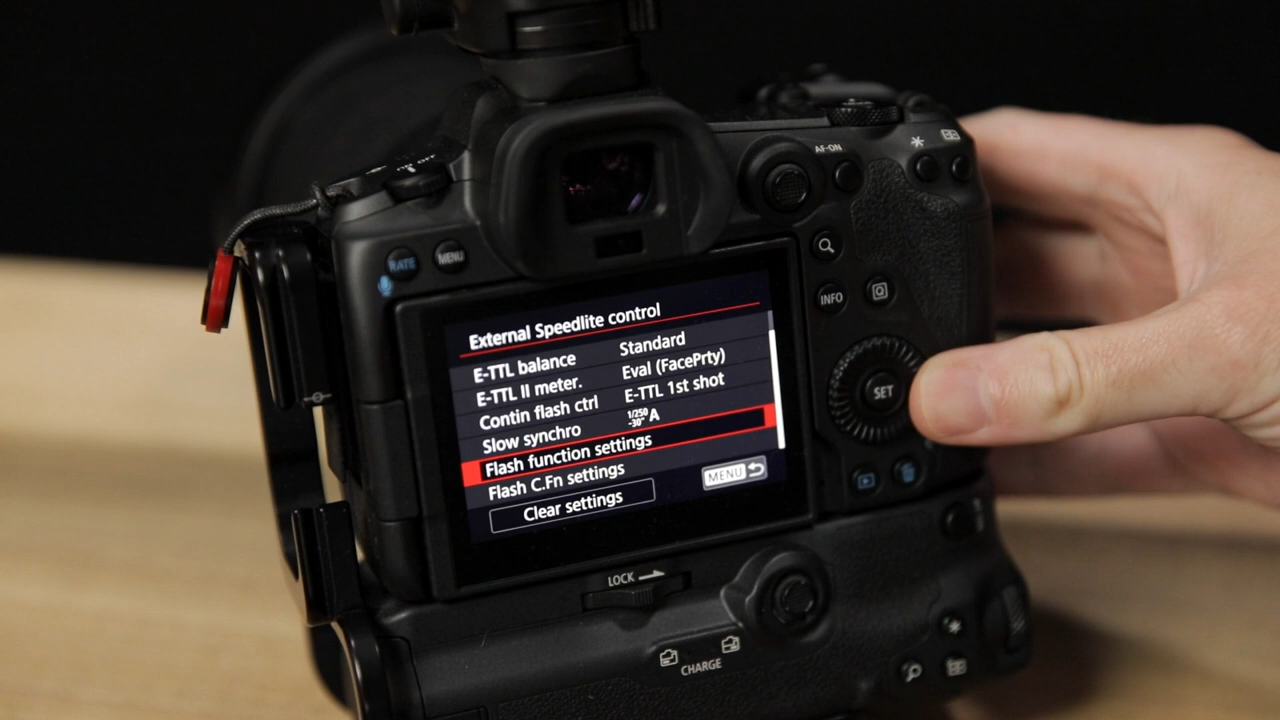 ON OFF
AF-ON
RATE
MENU
INFO
Q
SET
External Speedlite control
E-TTL balance Standard
E-TTL II meter. Eval (FacePrty)
Contin flash ctrl E-TTL 1st shot
Slow synchro 1/250-30" A
Flash function settings
Flash C.Fn settings
MENU
Clear settings
LOCK
CHARGE